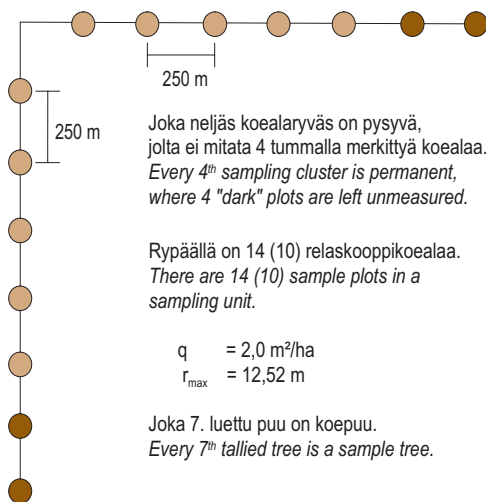 250 m
250 m
Joka neljäs koealaryväs on pysyvä,
jolta ei mitata 4 tummalla merkittyä koealaa.
Every 4th sampling cluster is permanent,
where 4 "dark" plots are left unmeasured.
Rypäällä on 14 (10) relaskooppikoealaa.
There are 14 (10) sample plots in a
sampling unit.
q = 2,0 m²/ha
rmax = 12,52 m
Joka 7. luettu puu on koepuu.
Every 7th tallied tree is a sample tree.